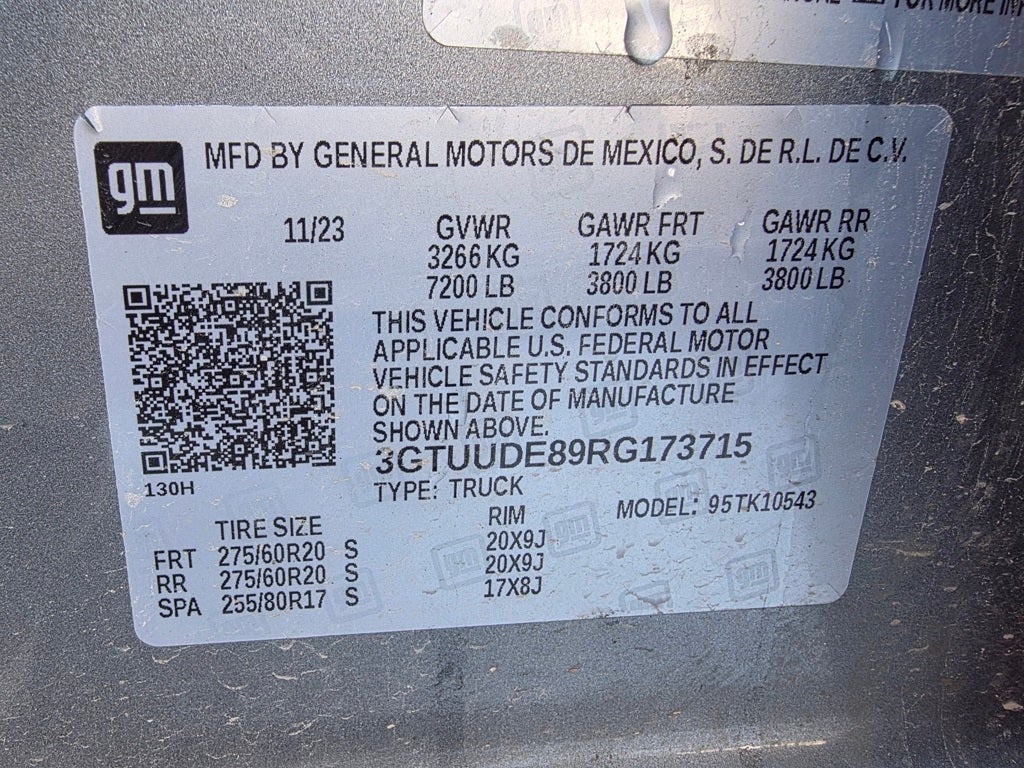 FOR MORE IN
gm
MFD BY GENERAL MOTORS DE MEXICO, S. DE R.L. DE C.V.
11/23 GVWR GAWR FRT GAWR RR
3266 KG 1724 KG 1724 KG
7200 LB 3800 LB 3800 LB
THIS VEHICLE CONFORMS TO ALL
APPLICABLE U.S. FEDERAL MOTOR
VEHICLE SAFETY STANDARDS IN EFFECT
ON THE DATE OF MANUFACTURE
SHOWN ABOVE.
3GTUUDE89RG173715
130H
TYPE: TRUCK
MODEL: 95TK10543
TIRE SIZE RIM
FRT 275/60R20 S 20X9J
RR 275/60R20 S 20X9J
SPA 255/80R17 S 17X8J